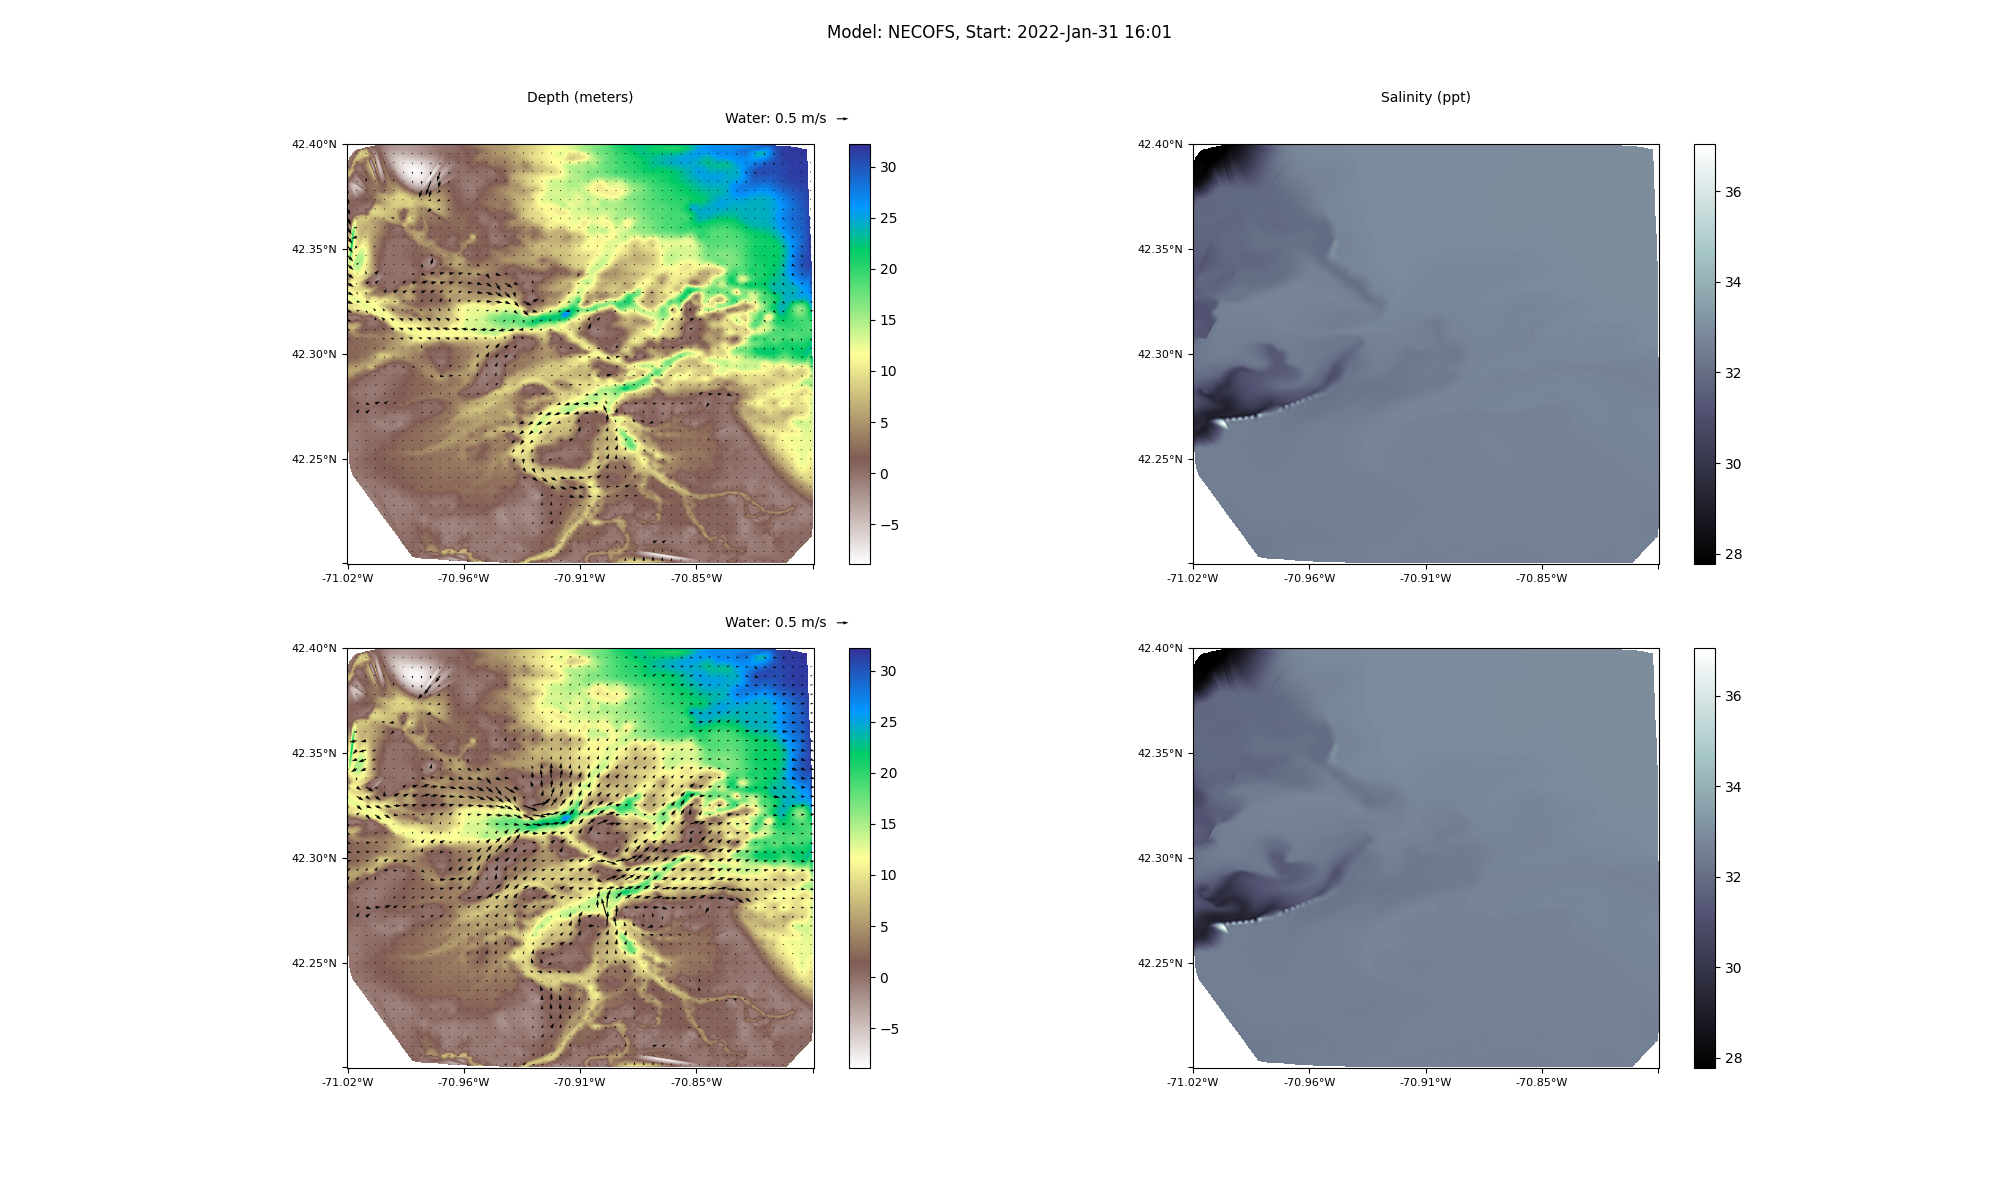 Model: NECOFS, Start: 2022-Jan-31 16:01
Depth (meters)
Salinity (ppt)
Water: 0.5 m/s
42.40°N
42.35°N
42.30°N
42.25°N
-71.02°W
-70.96°W
-70.91°W
-70.85°W
30
25
20
15
10
5
0
−5
42.40°N
42.35°N
42.30°N
42.25°N
-71.02°W
-70.96°W
-70.91°W
-70.85°W
36
34
32
30
28
Water: 0.5 m/s
42.40°N
42.35°N
42.30°N
42.25°N
-71.02°W
-70.96°W
-70.91°W
-70.85°W
30
25
20
15
10
5
0
−5
42.40°N
42.35°N
42.30°N
42.25°N
-71.02°W
-70.96°W
-70.91°W
-70.85°W
36
34
32
30
28